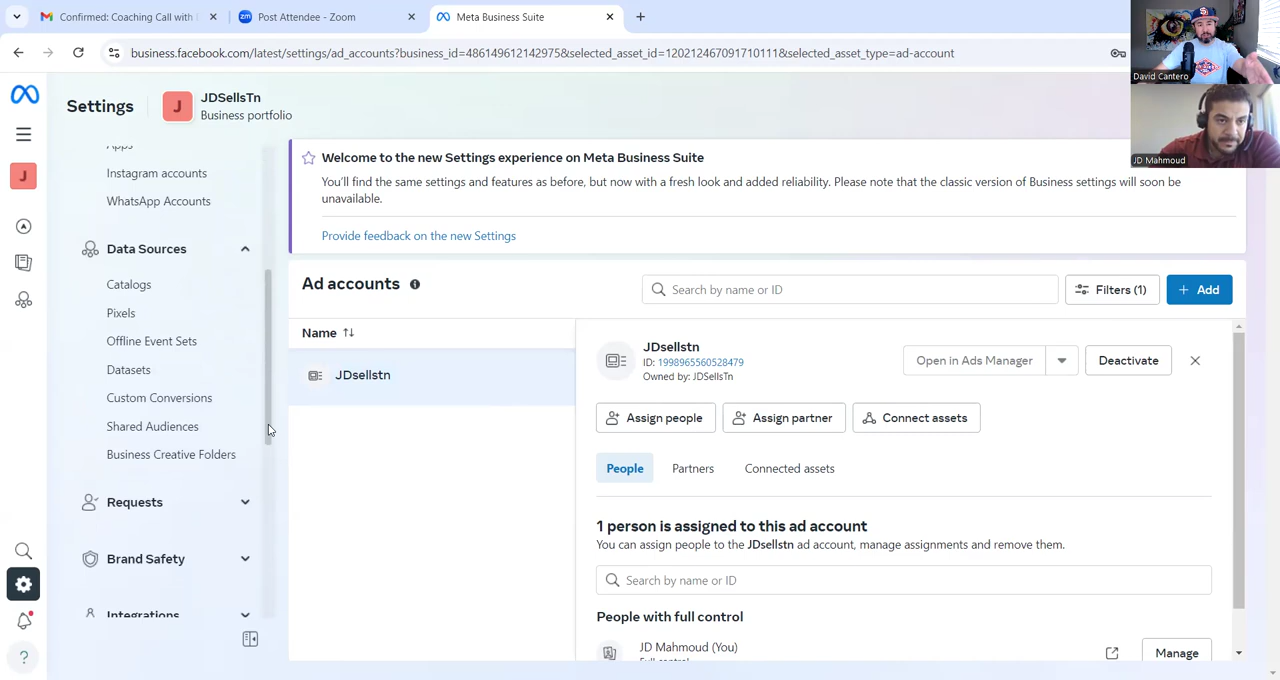 Confirmed: Coaching Call with
Post Attendee - Zoom
Meta Business Suite
business.facebook.com/latest/settings/ad_accounts?business_id=486149612142975&selected_asset_id=120212467091710111&selected_asset_type=ad-account
David Cantero
JD Mahmoud
Settings
J
JDSellsTn
Business portfolio
J
Apps
Instagram accounts
WhatsApp Accounts
Data Sources
Catalogs
Pixels
Offline Event Sets
Datasets
Custom Conversions
Shared Audiences
Business Creative Folders
Requests
Brand Safety
Integrations
Welcome to the new Settings experience on Meta Business Suite
You'll find the same settings and features as before, but now with a fresh look and added reliability. Please note that the classic version of Business settings will soon be
unavailable.
Provide feedback on the new Settings
Ad accounts
Search by name or ID
Filters (1)
+ Add
Name
JDsellstn
JDsellstn
ID: 1998965560528479
Owned by: JDSellsTn
Open in Ads Manager
Deactivate
Assign people
Assign partner
Connect assets
People
Partners
Connected assets
1 person is assigned to this ad account
You can assign people to the JDsellstn ad account, manage assignments and remove them.
Search by name or ID
People with full control
JD Mahmoud (You)
Full control
Manage